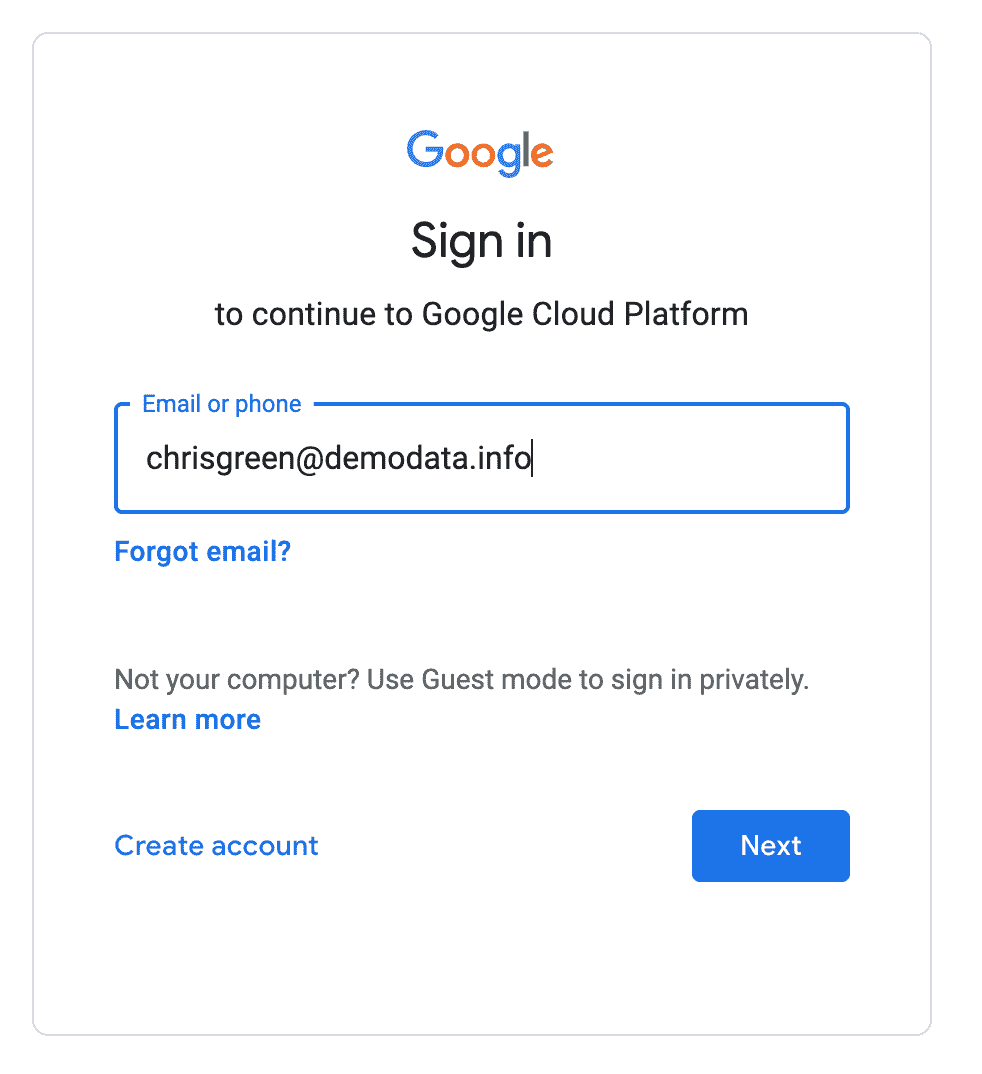 Google
Sign in
to continue to Google Cloud Platform
Email or phone
chrisgreen@demodata.info
Forgot email?
Not your computer? Use Guest mode to sign in privately.
Learn more
Create account
Next